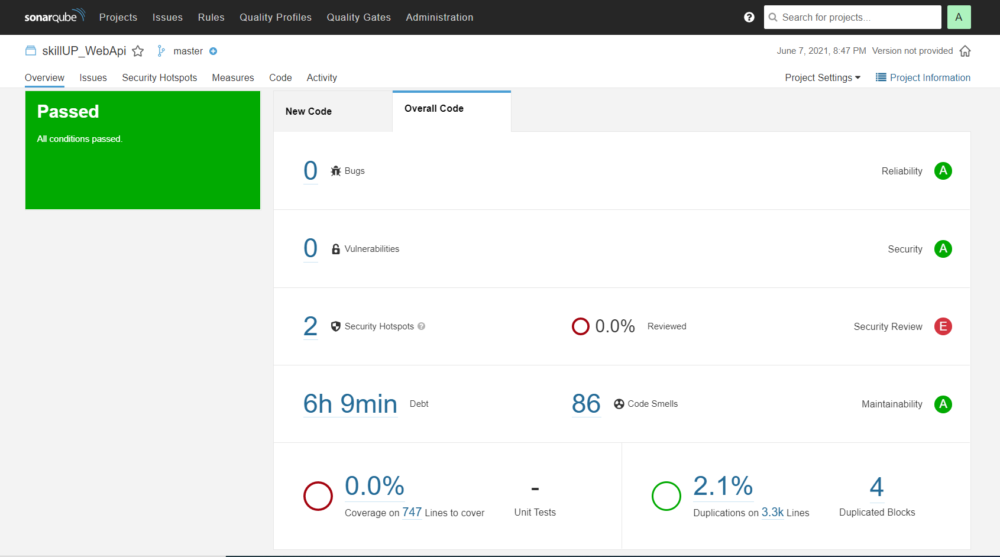 sonarqube Projects Issues Rules Quality Profiles Quality Gates Administration ? Search for projects... A
skillUP_WebApi master June 7, 2021, 8:47 PM Version not provided
Overview Issues Security Hotspots Measures Code Activity Project Settings Project Information
Passed
All conditions passed.
New Code Overall Code
0 Bugs Reliability A
0 Vulnerabilities Security A
2 Security Hotspots ? 0.0% Reviewed Security Review E
6h 9min Debt 86 Code Smells Maintainability A
0.0% - 2.1% 4
Coverage on 747 Lines to cover Unit Tests Duplications on 3.3k Lines Duplicated Blocks